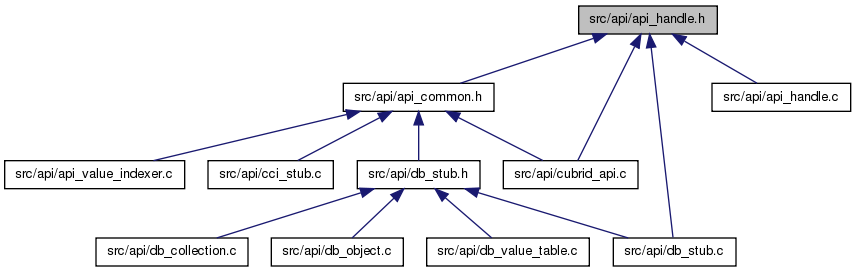 src/api/api_handle.h
src/api/api_common.h
src/api/api_handle.c
src/api/api_value_indexer.c
src/api/cci_stub.c
src/api/db_stub.h
src/api/cubrid_api.c
src/api/db_collection.c
src/api/db_object.c
src/api/db_value_table.c
src/api/db_stub.c